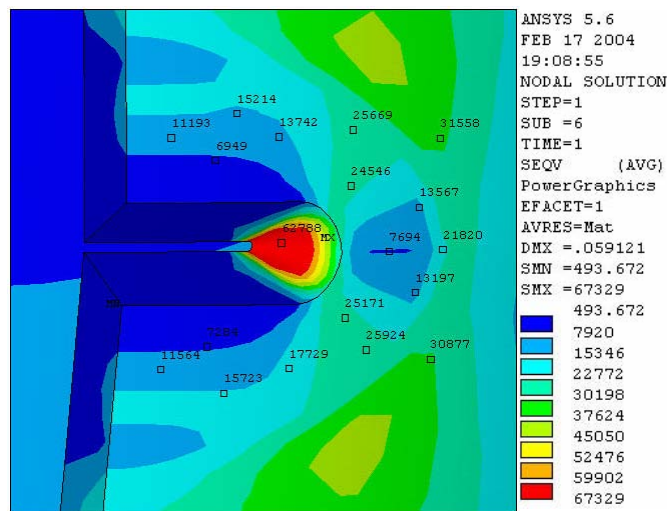 ANSYS 5.6
FEB 17 2004
19:08:55
NODAL SOLUTION
STEP=1
SUB =6
TIME=1
SEQV (AVG)
PowerGraphics
EFACET=1
AVRES=Mat
DMX =.059121
SMN =493.672
SMX =67329
493.672
7920
15346
22772
30198
37624
45050
52476
59902
67329
15214
11193
13742
6949
25669
31558
24546
13567
62788
MX
7694
21820
13197
MN
25171
7284
11564
17729
15723
25924
30877